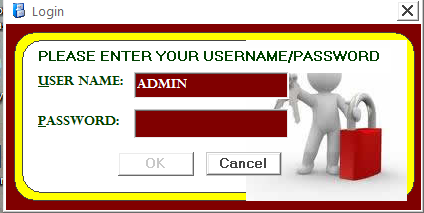 Login
PLEASE ENTER YOUR USERNAME/PASSWORD
USER NAME: ADMIN
PASSWORD:
OK Cancel